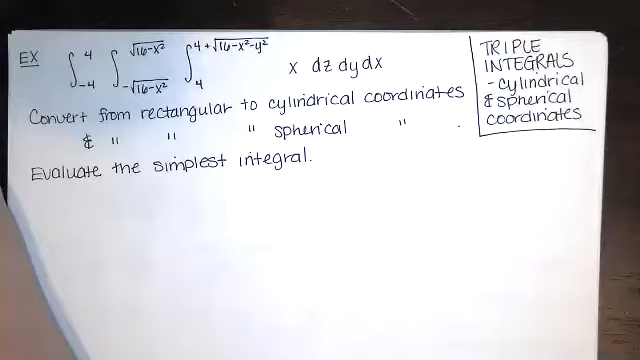 EX ∫_{-4}^{4} ∫_{-√(16-x²)}^{√(16-x²)} ∫_{4}^{4+√(16-x²-y²)} x dz dy dx
Convert from rectangular to cylindrical coordinates
& " " " spherical " .
Evaluate the simplest integral.
TRIPLE
INTEGRALS
- cylindrical
& spherical
coordinates